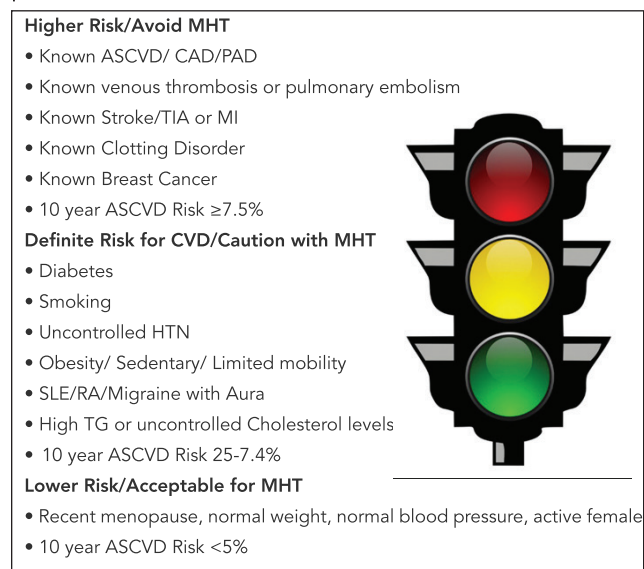 Higher Risk/Avoid MHT
• Known ASCVD/ CAD/PAD
• Known venous thrombosis or pulmonary embolism
• Known Stroke/TIA or MI
• Known Clotting Disorder
• Known Breast Cancer
• 10 year ASCVD Risk ≥7.5%
Definite Risk for CVD/Caution with MHT
• Diabetes
• Smoking
• Uncontrolled HTN
• Obesity/ Sedentary/ Limited mobility
• SLE/RA/Migraine with Aura
• High TG or uncontrolled Cholesterol levels
• 10 year ASCVD Risk 25-7.4%
Lower Risk/Acceptable for MHT
• Recent menopause, normal weight, normal blood pressure, active female
• 10 year ASCVD Risk <5%